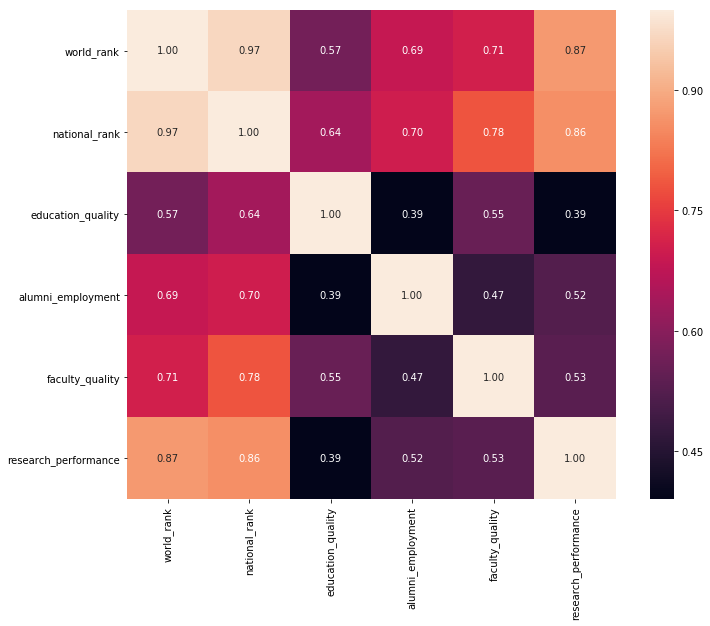 world_rank 1.00 0.97 0.57 0.69 0.71 0.87
national_rank 0.97 1.00 0.64 0.70 0.78 0.86
education_quality 0.57 0.64 1.00 0.39 0.55 0.39
alumni_employment 0.69 0.70 0.39 1.00 0.47 0.52
faculty_quality 0.71 0.78 0.55 0.47 1.00 0.53
research_performance 0.87 0.86 0.39 0.52 0.53 1.00
world_rank
national_rank
education_quality
alumni_employment
faculty_quality
research_performance
0.90
0.75
0.60
0.45